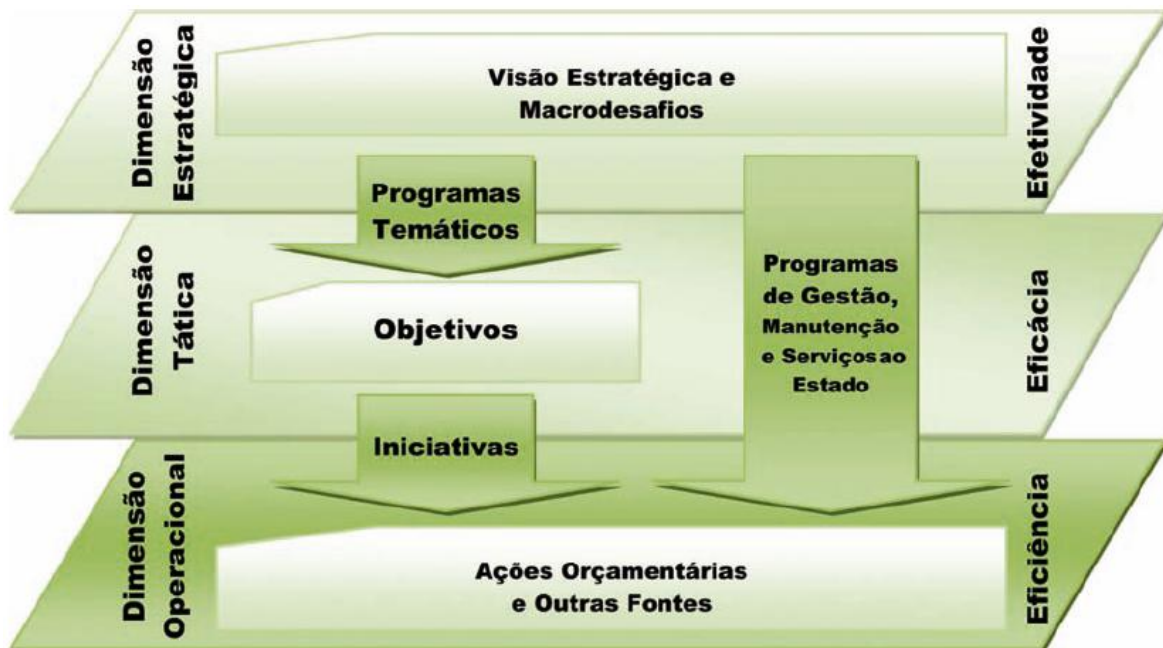 Dimensão
Estratégica
Visão Estratégica e
Macrodesafios
Efetividade
Programas
Temáticos
Dimensão
Tática
Objetivos
Programas
de Gestão,
Manutenção
e Serviços ao
Estado
Eficácia
Iniciativas
Dimensão
Operacional
Ações Orçamentárias
e Outras Fontes
Eficiência